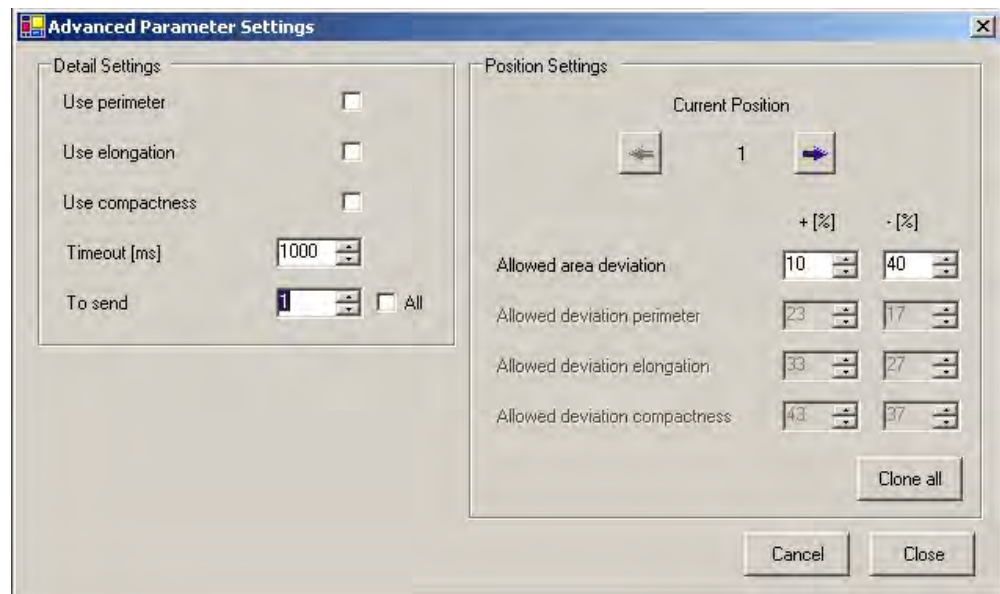 Advanced Parameter Settings
Detail Settings
Use perimeter
Use elongation
Use compactness
Timeout [ms] 1000
To send 1 All
Position Settings
Current Position
1
+ [%] - [%]
Allowed area deviation 10 40
Allowed deviation perimeter 23 17
Allowed deviation elongation 33 27
Allowed deviation compactness 43 37
Clone all
Cancel Close